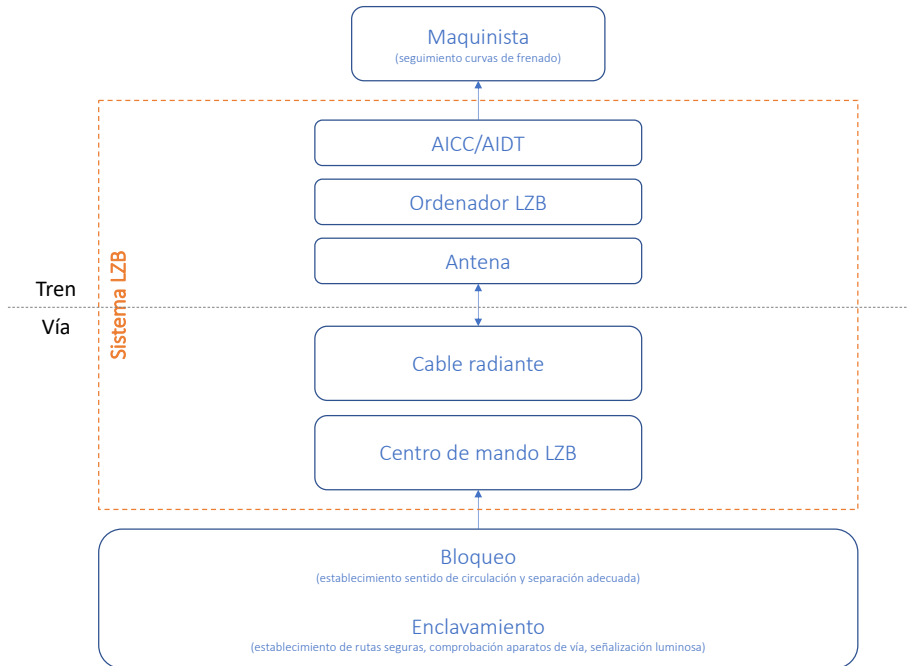 Maquinista
(seguimiento curvas de frenado)
AICC/AIDT
Ordenador LZB
Antena
Tren
Vía
Sistema LZB
Cable radiante
Centro de mando LZB
Bloqueo
(establecimiento sentido de circulación y separación adecuada)
Enclavamiento
(establecimiento de rutas seguras, comprobación aparatos de vía, señalización luminosa)